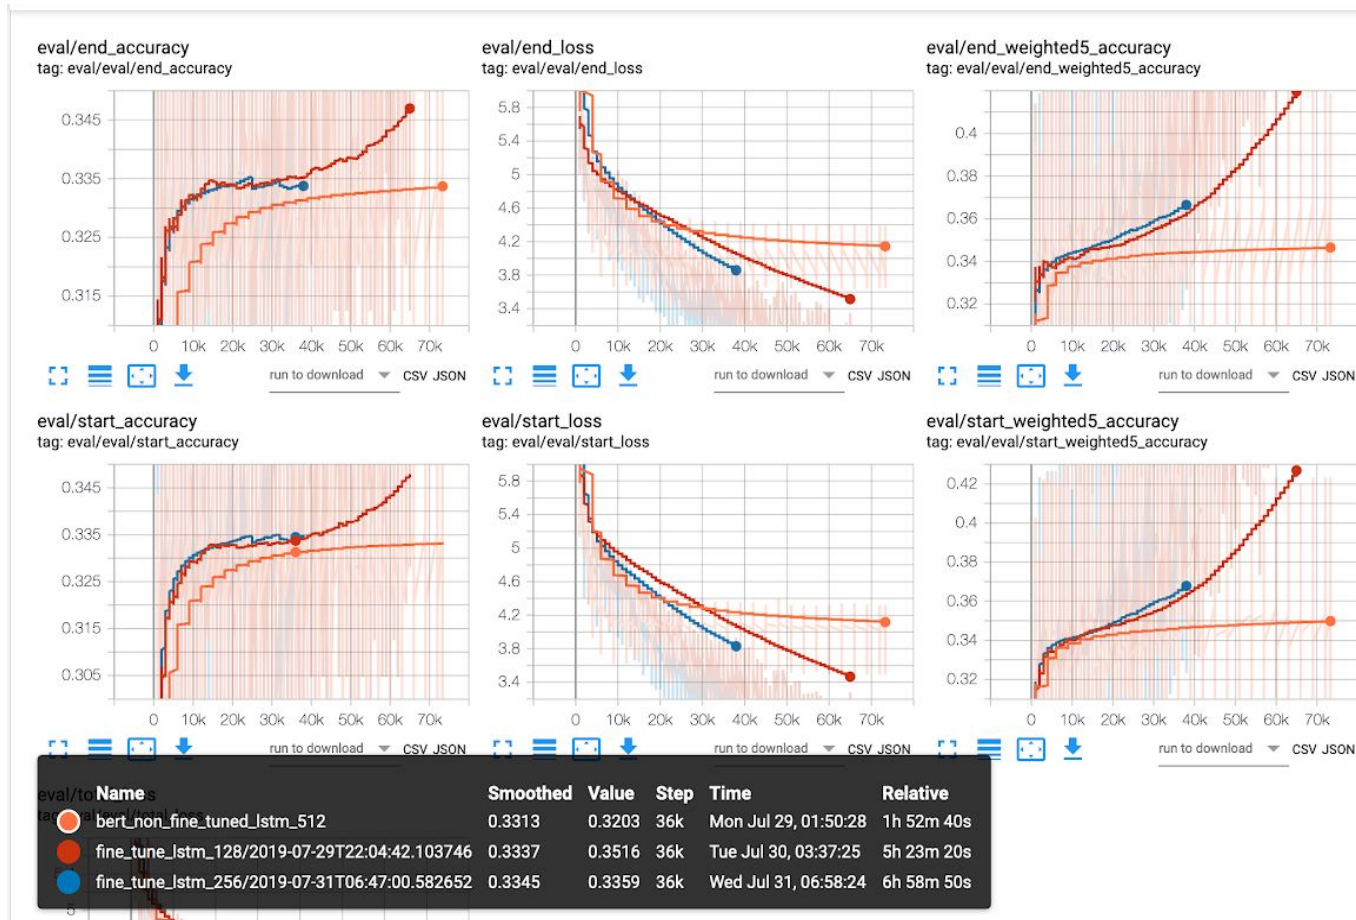 eval/end_accuracy
tag: eval/eval/end_accuracy
0.345
0.335
0.325
0.315
0 10k 20k 30k 40k 50k 60k 70k
run to download CSV JSON
eval/end_loss
tag: eval/eval/end_loss
5.8
5.4
5
4.6
4.2
3.8
3.4
0 10k 20k 30k 40k 50k 60k 70k
run to download CSV JSON
eval/end_weighted5_accuracy
tag: eval/eval/end_weighted5_accuracy
0.4
0.38
0.36
0.34
0.32
0 10k 20k 30k 40k 50k 60k 70k
run to download CSV JSON
eval/start_accuracy
tag: eval/eval/start_accuracy
0.345
0.335
0.325
0.315
0.305
0 10k 20k 30k 40k 50k 60k 70k
run to download CSV JSON
eval/start_loss
tag: eval/eval/start_loss
5.8
5.4
5
4.6
4.2
3.8
3.4
0 10k 20k 30k 40k 50k 60k 70k
run to download CSV JSON
eval/start_weighted5_accuracy
tag: eval/eval/start_weighted5_accuracy
0.42
0.4
0.38
0.36
0.34
0.32
0 10k 20k 30k 40k 50k 60k 70k
run to download CSV JSON
Name Smoothed Value Step Time Relative
bert_non_fine_tuned_lstm_512 0.3313 0.3203 36k Mon Jul 29, 01:50:28 1h 52m 40s
fine_tune_lstm_128/2019-07-29T22:04:42.103746 0.3337 0.3516 36k Tue Jul 30, 03:37:25 5h 23m 20s
fine_tune_lstm_256/2019-07-31T06:47:00.582652 0.3345 0.3359 36k Wed Jul 31, 06:58:24 6h 58m 50s
5